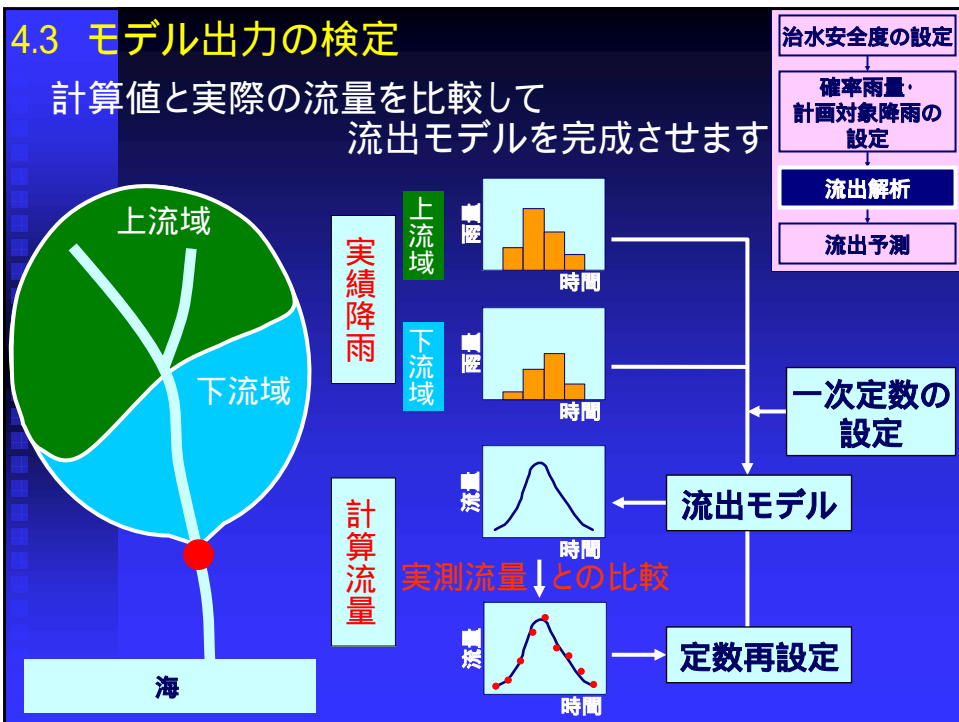 4.3 モデル出力の検定
計算値と実際の流量を比較して
流出モデルを完成させます
治水安全度の設定
確率雨量・
計画対象降雨の
設定
流出解析
流出予測
上流域
下流域
海
実績降雨
上流域
雨量
時間
下流域
雨量
時間
一次定数の
設定
流出モデル
計算流量
流量
時間
実測流量との比較
流量
時間
定数再設定